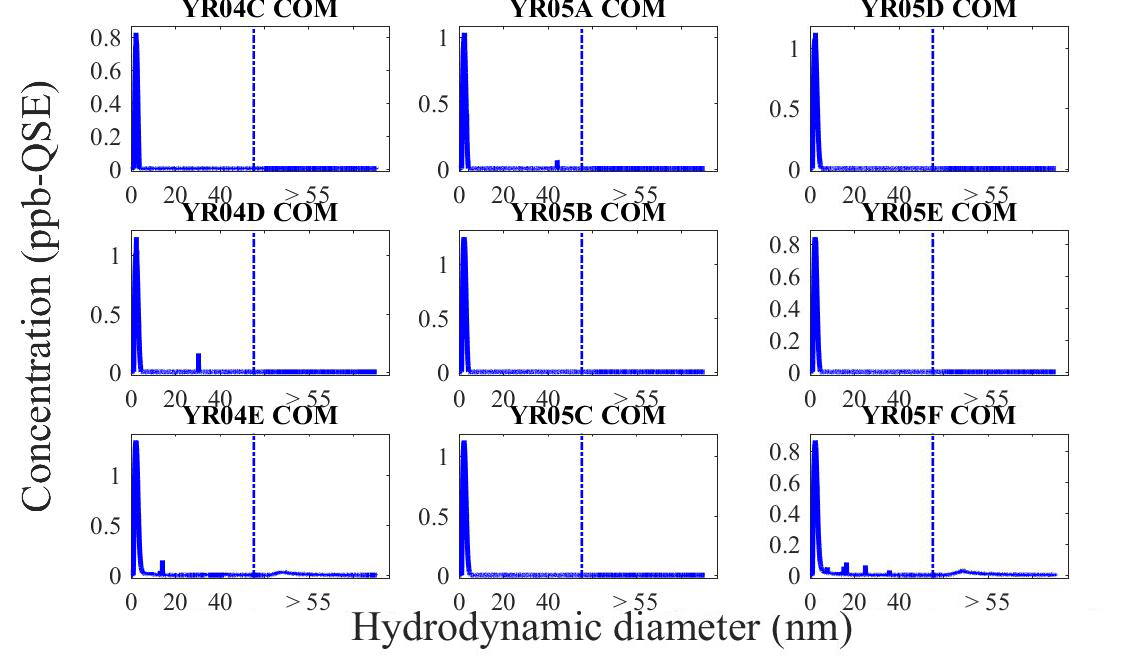 YR04C COM
0.8
0.6
0.4
0.2
0
0 20 40 > 55
YR05A COM
1
0.5
0
0 20 40 > 55
YR05D COM
1
0.5
0
0 20 40 > 55
YR04D COM
1
0.5
0
0 20 40 > 55
YR05B COM
1
0.5
0
0 20 40 > 55
YR05E COM
0.8
0.6
0.4
0.2
0
0 20 40 > 55
YR04E COM
1
0.5
0
0 20 40 > 55
YR05C COM
1
0.5
0
0 20 40 > 55
YR05F COM
0.8
0.6
0.4
0.2
0
0 20 40 > 55
Concentration (ppb-QSE)
Hydrodynamic diameter (nm)